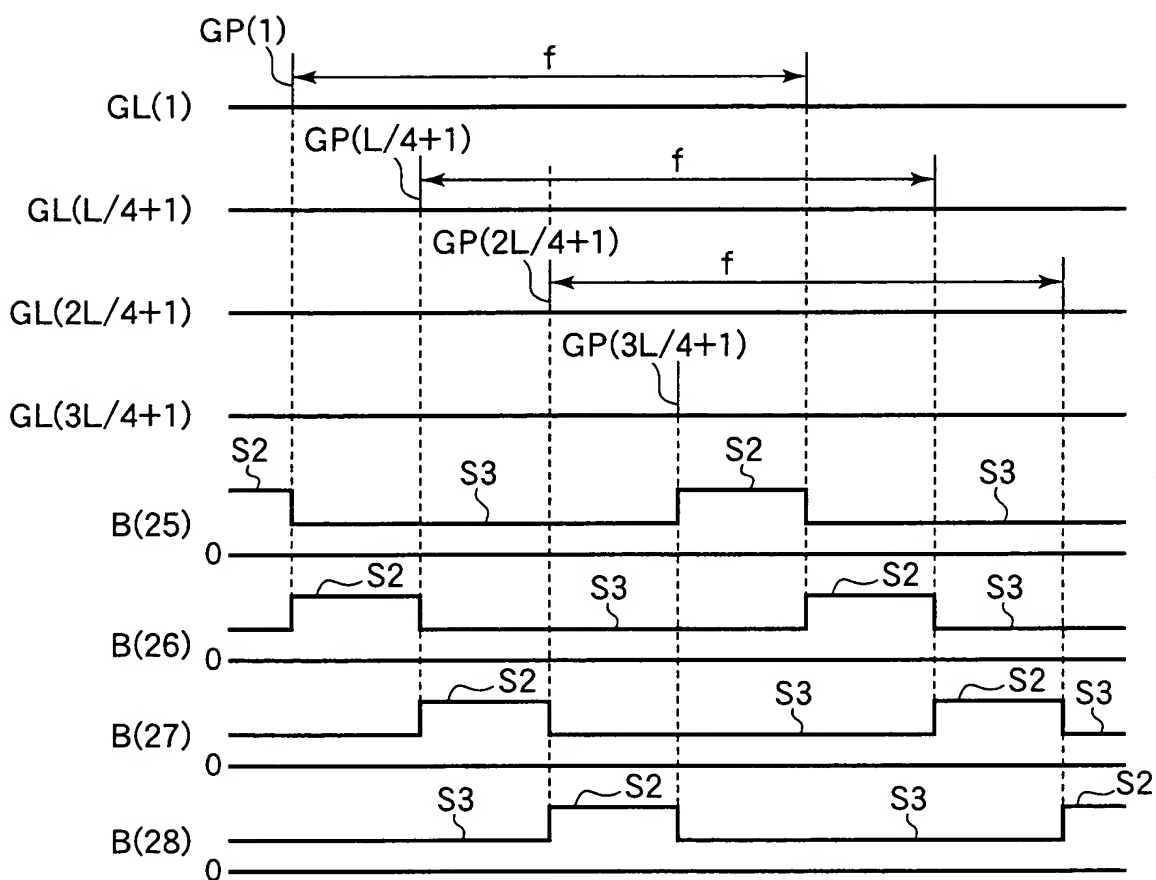 GP(1)
f
GL(1)
GP(L/4+1)
f
GL(L/4+1)
GP(2L/4+1)
f
GL(2L/4+1)
GP(3L/4+1)
GL(3L/4+1)
S2 S3 S2 S3
B(25)
0
S2 S3 S2 S3
B(26)
0
S2 S3 S2 S3
B(27)
0
S3 S2 S3 S2
B(28)
0